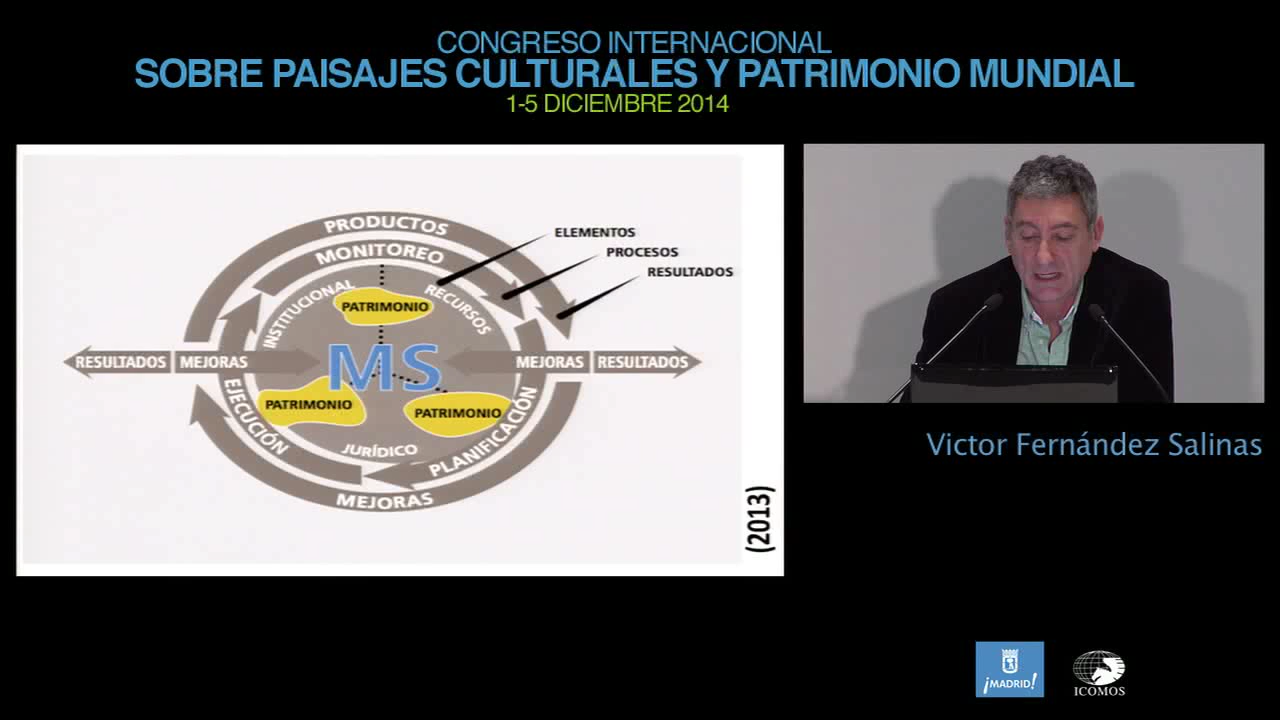 CONGRESO INTERNACIONAL
SOBRE PAISAJES CULTURALES Y PATRIMONIO MUNDIAL
1-5 DICIEMBRE 2014
PRODUCTOS
MONITOREO
ELEMENTOS
PROCESOS
RESULTADOS
INSTITUCIONAL
RECURSOS
PATRIMONIO
RESULTADOS
MEJORAS
MS
MEJORAS
RESULTADOS
EJECUCIÓN
PATRIMONIO
PATRIMONIO
PLANIFICACIÓN
JURÍDICO
MEJORAS
(2013)
Victor Fernández Salinas
¡MADRID!
ICOMOS